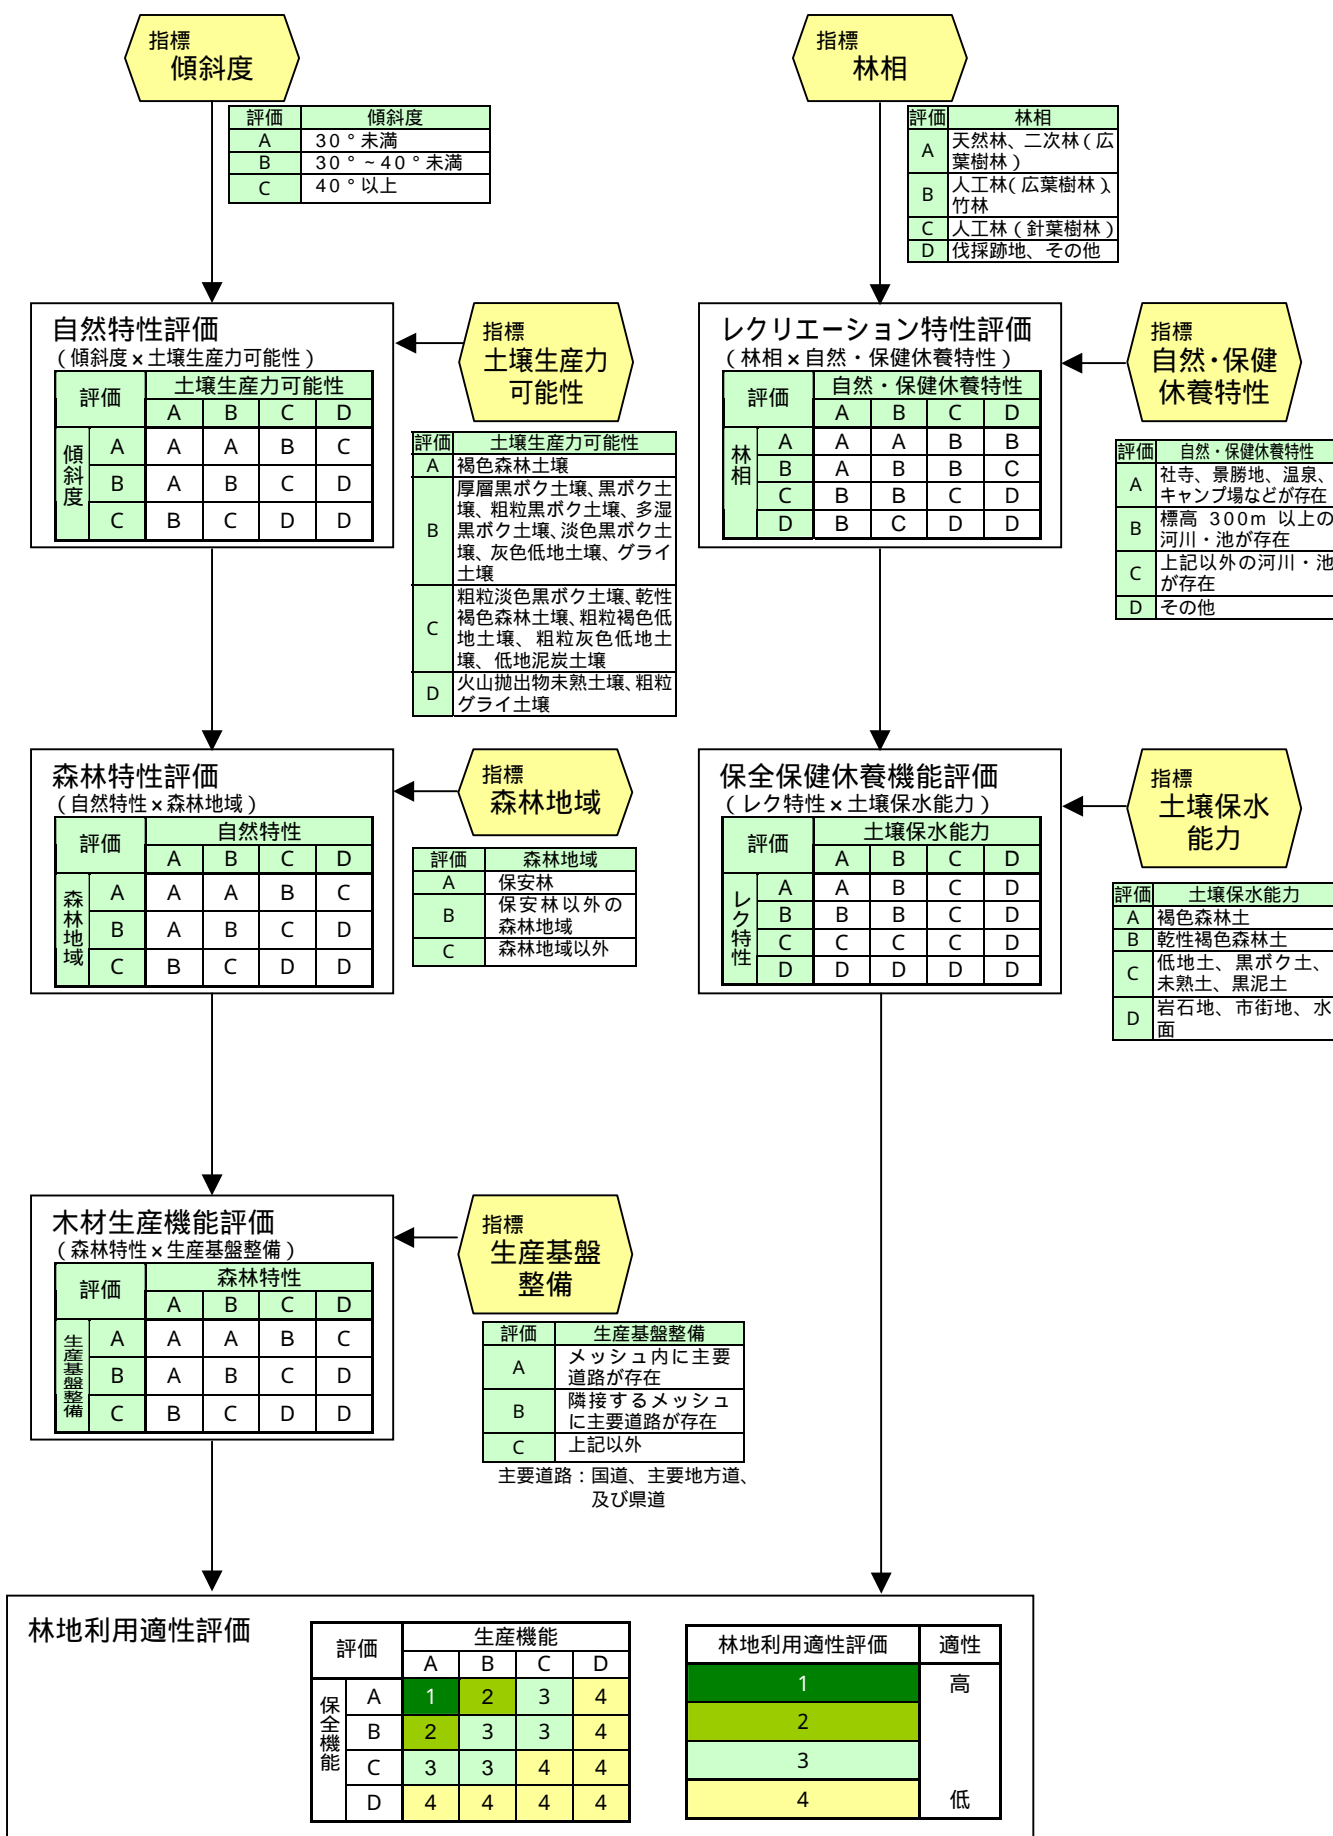 指標
傾斜度
評価 傾斜度
A 30°未満
B 30°~40°未満
C 40°以上
指標
林相
評価 林相
A 天然林、二次林(広
葉樹林)
B 人工林(広葉樹林)、
竹林
C 人工林(針葉樹林)
D 伐採跡地、その他
自然特性評価
(傾斜度×土壌生産力可能性)
評価 土壌生産力可能性
A B C D
傾斜度
A A A B C
B A B C D
C B C D D
指標
土壌生産力
可能性
評価 土壌生産力可能性
A 褐色森林土壌
B 厚層黒ボク土壌、黒ボク土
壌、粗粒黒ボク土壌、多湿
黒ボク土壌、淡色黒ボク土
壌、灰色低地土壌、グライ
土壌
C 粗粒淡色黒ボク土壌、乾性
褐色森林土壌、粗粒褐色低
地土壌、粗粒灰色低地土
壌、低地泥炭土壌
D 火山抛出物未熟土壌、粗粒
グライ土壌
レクリエーション特性評価
(林相×自然・保健休養特性)
評価 自然・保健休養特性
A B C D
林相
A A A B B
B A B B C
C B B C D
D B C D D
指標
自然・保健
休養特性
評価 自然・保健休養特性
A 社寺、景勝地、温泉、
キャンプ場などが存在
B 標高 300m 以上の
河川・池が存在
C 上記以外の河川・池
が存在
D その他
森林特性評価
(自然特性×森林地域)
評価 自然特性
A B C D
森林地域
A A A B C
B A B C D
C B C D D
指標
森林地域
評価 森林地域
A 保安林
B 保安林以外の
森林地域
C 森林地域以外
保全保健休養機能評価
(レク特性×土壌保水能力)
評価 土壌保水能力
A B C D
レク特性
A A B C D
B B B C D
C C C C D
D D D D D
指標
土壌保水
能力
評価 土壌保水能力
A 褐色森林土
B 乾性褐色森林土
C 低地土、黒ボク土、
未熟土、黒泥土
D 岩石地、市街地、水
面
木材生産機能評価
(森林特性×生産基盤整備)
評価 森林特性
A B C D
生産基盤整備
A A A B C
B A B C D
C B C D D
指標
生産基盤
整備
評価 生産基盤整備
A メッシュ内に主要
道路が存在
B 隣接するメッシュ
に主要道路が存在
C 上記以外
主要道路:国道、主要地方道、
及び県道
林地利用適性評価
評価 生産機能
A B C D
保全機能
A 1 2 3 4
B 2 3 3 4
C 3 3 4 4
D 4 4 4 4
林地利用適性評価 適性
1 高
2
3
4 低